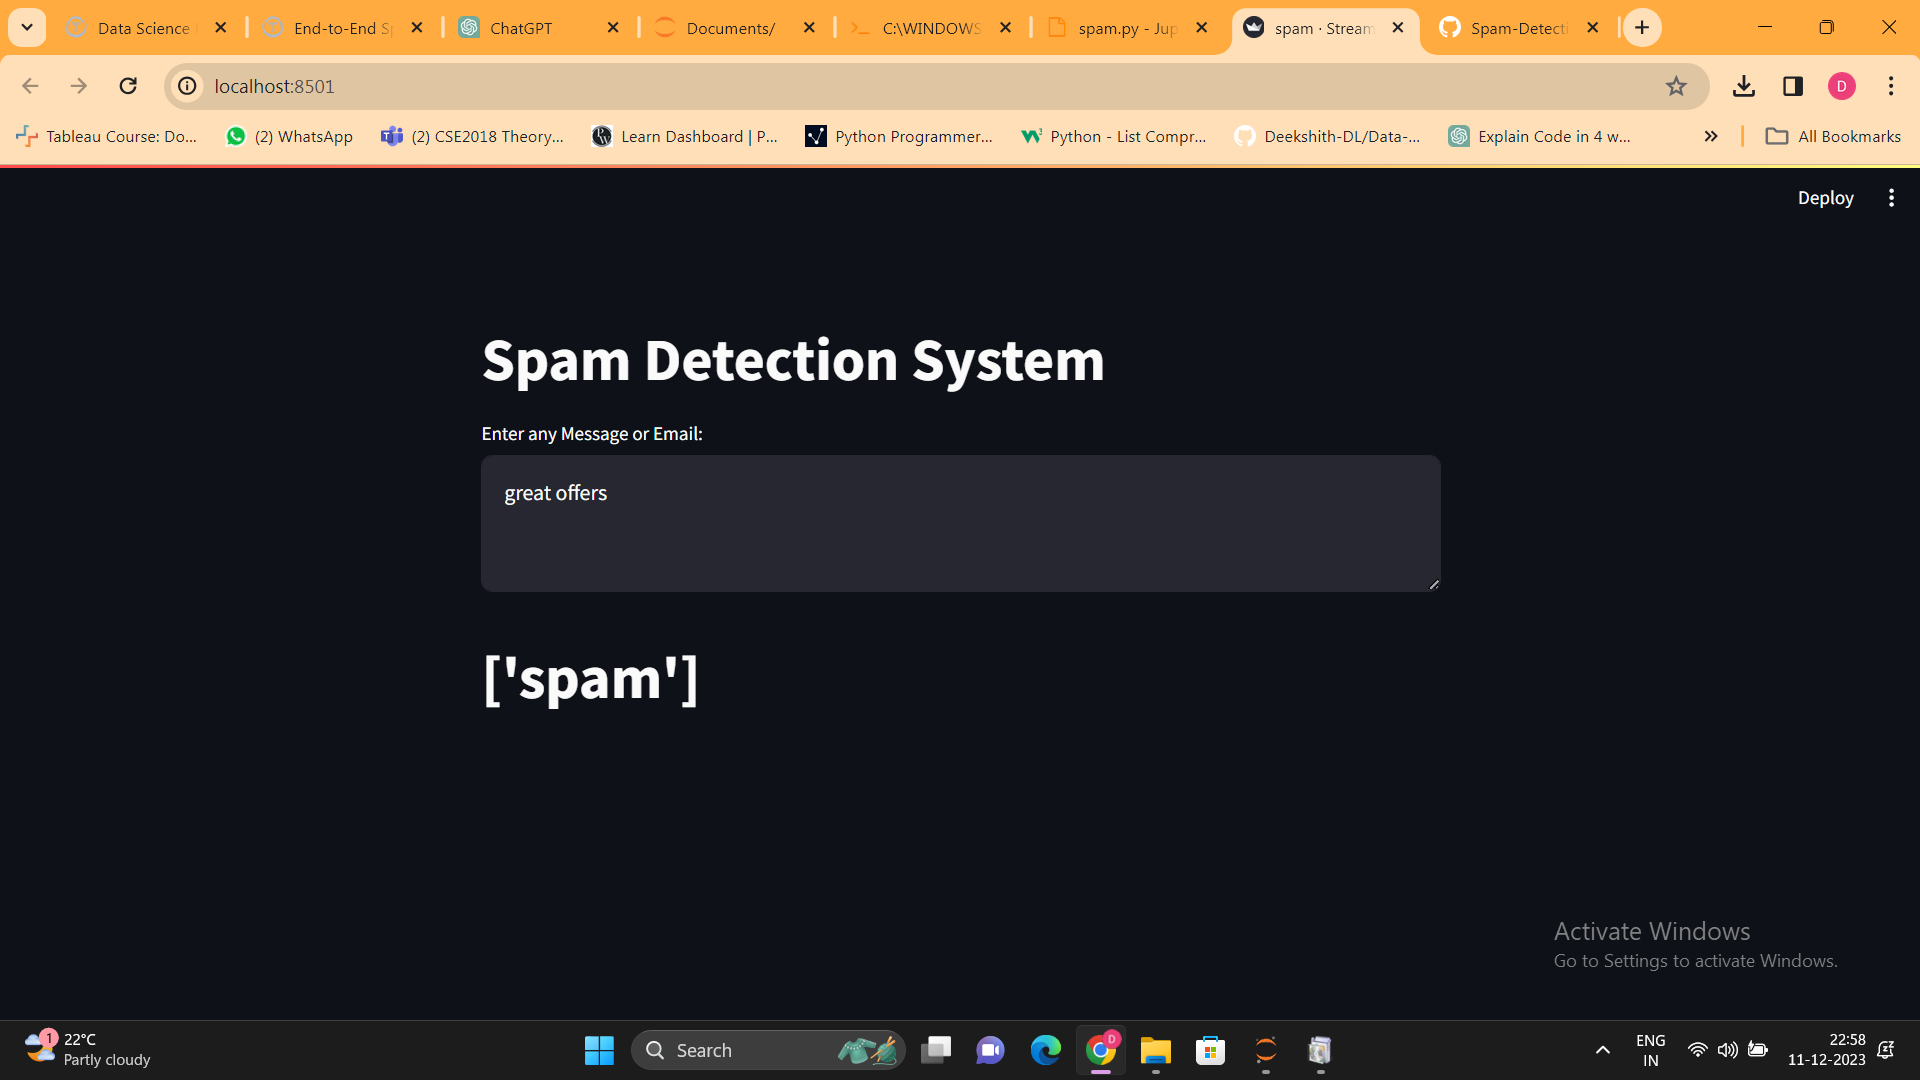 Data Science
End-to-End S
ChatGPT
Documents/
C:\WINDOWS
spam.py - Jup
spam · Stream
Spam-Detecti
localhost:8501
D
Tableau Course: Do...
(2) WhatsApp
(2) CSE2018 Theory...
Learn Dashboard | P...
Python Programmer...
Python - List Compr...
Deekshith-DL/Data-...
Explain Code in 4 w...
All Bookmarks
Deploy
Spam Detection System
Enter any Message or Email:
great offers
['spam']
Activate Windows
Go to Settings to activate Windows.
1
22°C
Partly cloudy
Search
D
ENG
IN
22:58
11-12-2023